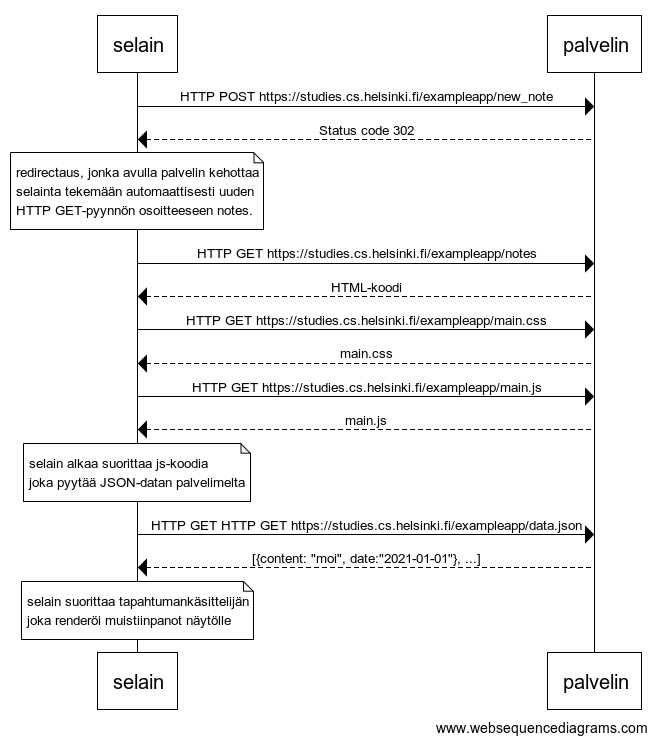 selain
palvelin
HTTP POST https://studies.cs.helsinki.fi/exampleapp/new_note
Status code 302
redirectaus, jonka avulla palvelin kehottaa
selainta tekemään automaattisesti uuden
HTTP GET-pyynnön osoitteeseen notes.
HTTP GET https://studies.cs.helsinki.fi/exampleapp/notes
HTML-koodi
HTTP GET https://studies.cs.helsinki.fi/exampleapp/main.css
main.css
HTTP GET https://studies.cs.helsinki.fi/exampleapp/main.js
main.js
selain alkaa suorittaa js-koodia
joka pyytää JSON-datan palvelimelta
HTTP GET HTTP GET https://studies.cs.helsinki.fi/exampleapp/data.json
[{content: "moi", date:"2021-01-01"}, ...]
selain suorittaa tapahtumankäsittelijän
joka renderöi muistiinpanot näytölle
selain
palvelin
www.websequencediagrams.com